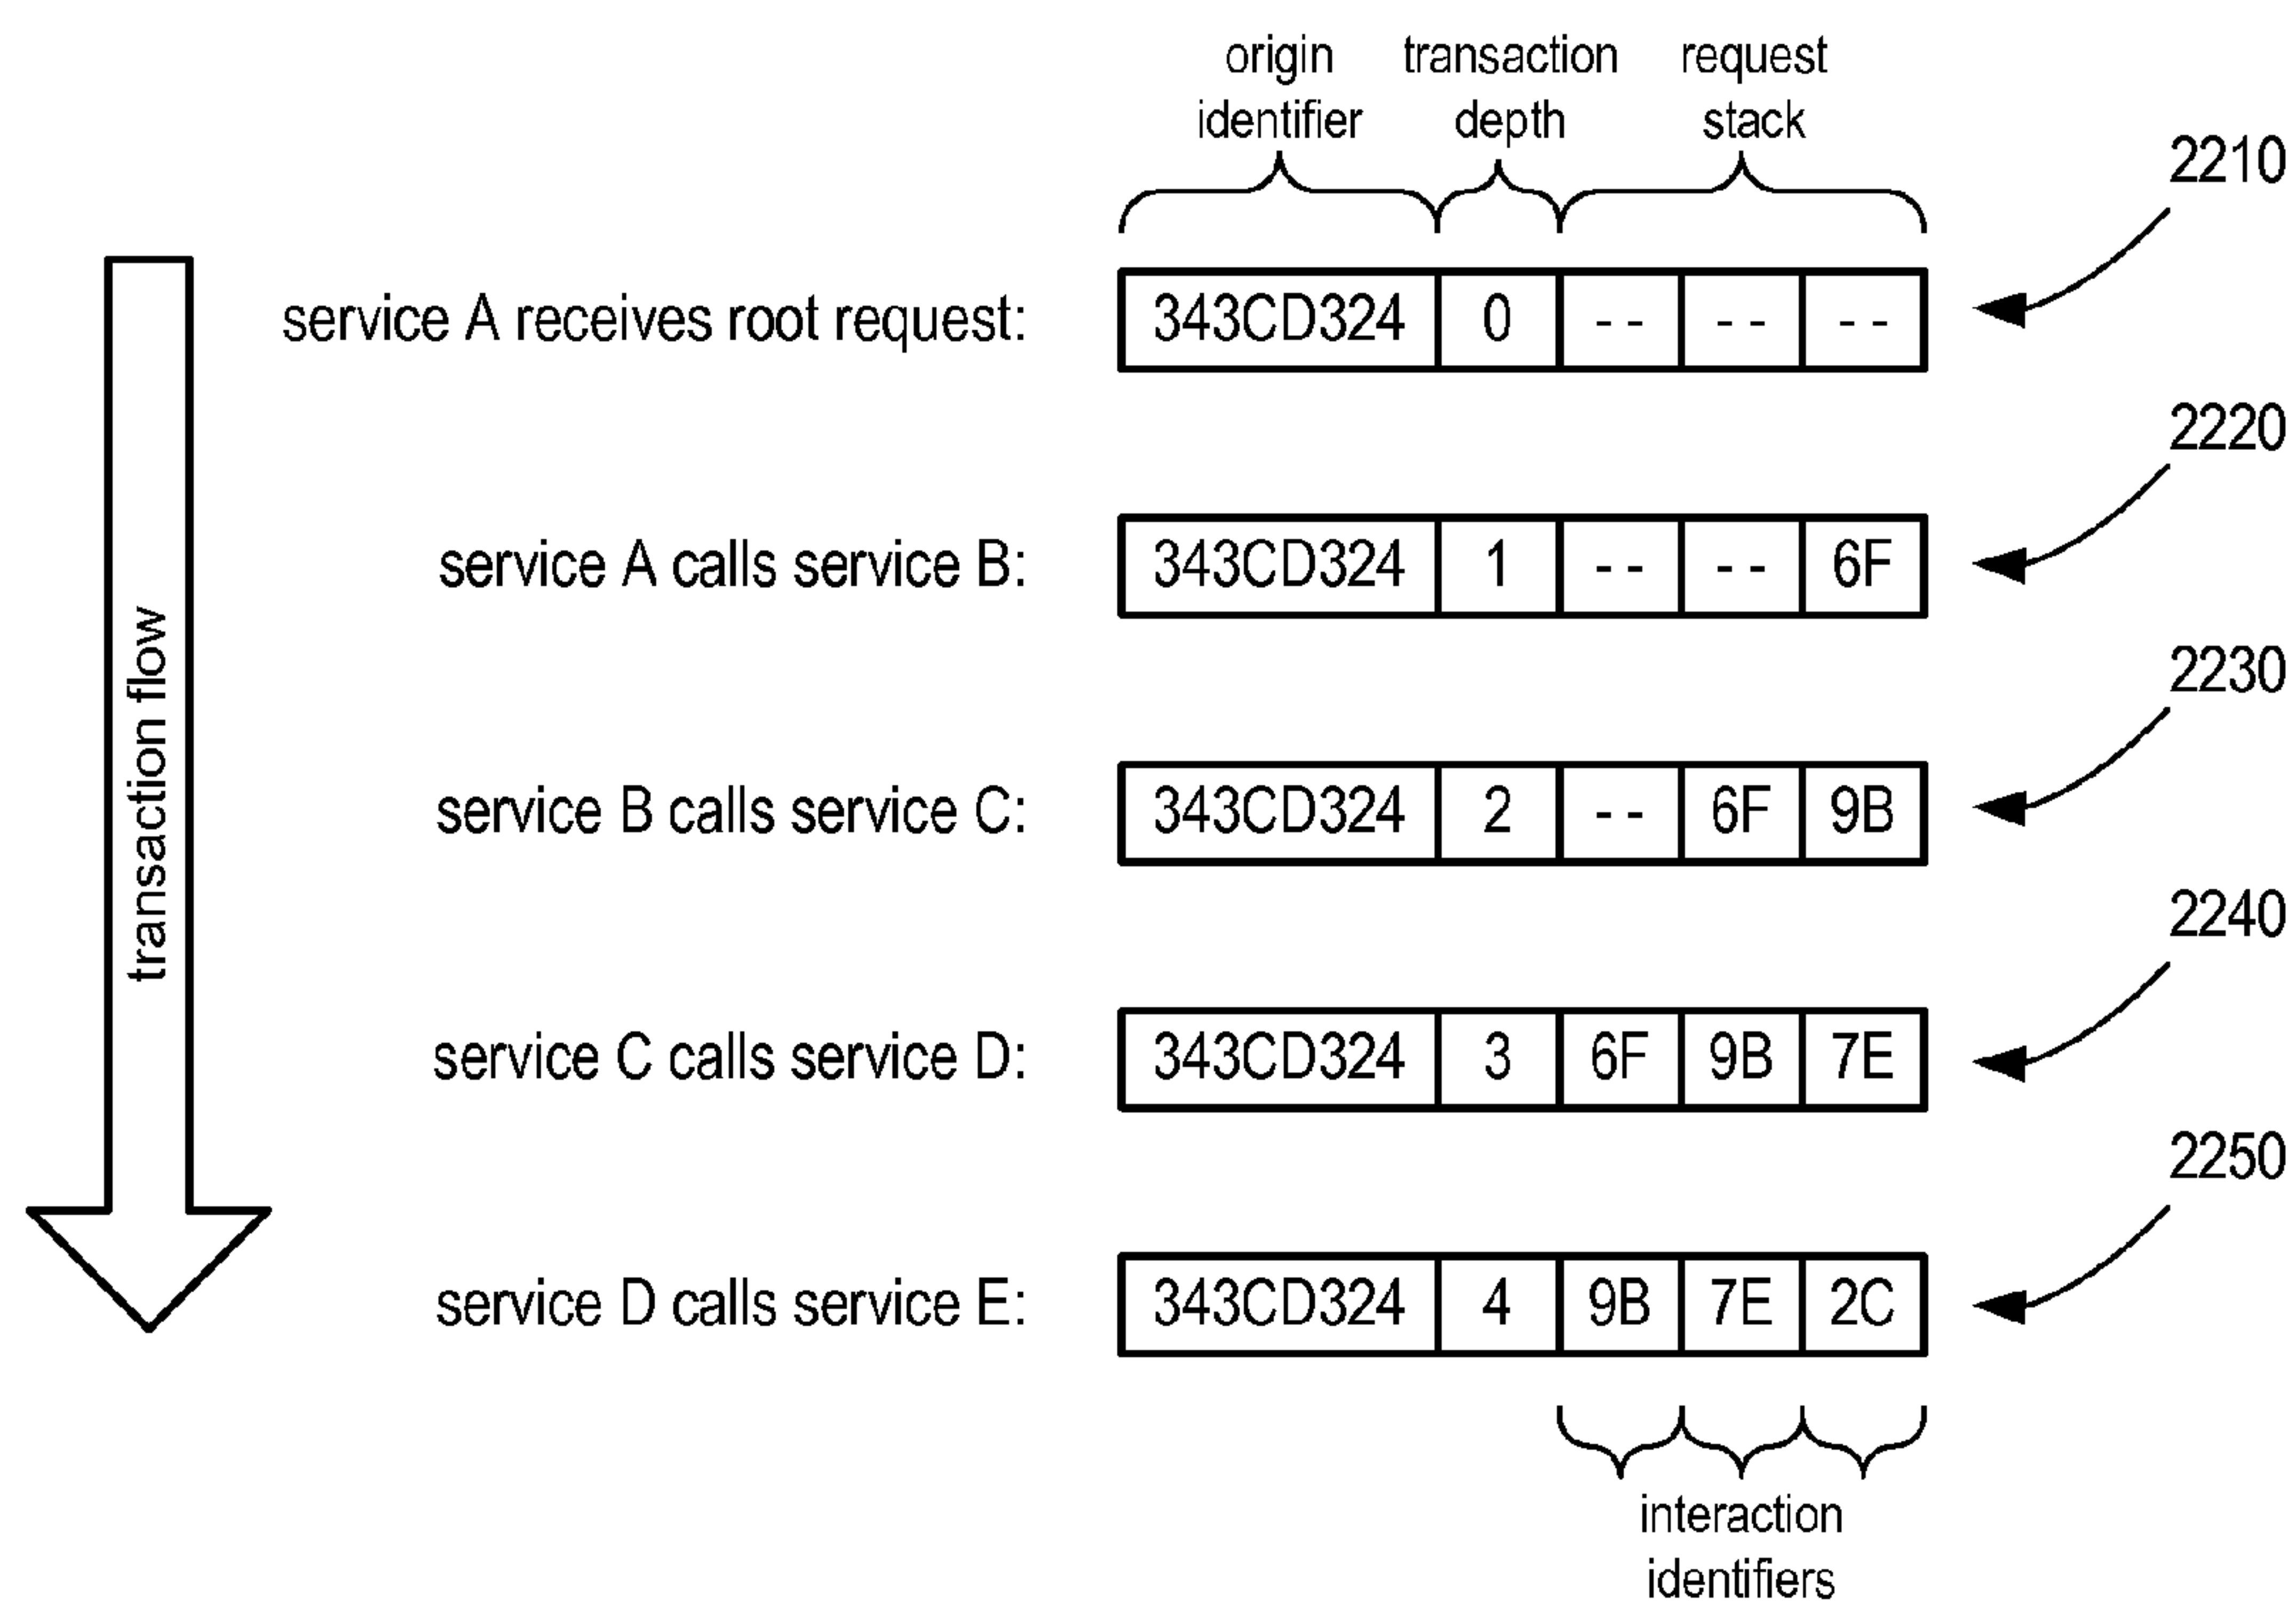 origin transaction request
identifier depth stack
2210
service A receives root request: 343CD324 0 -- -- --
2220
service A calls service B: 343CD324 1 -- -- 6F
2230
service B calls service C: 343CD324 2 -- 6F 9B
2240
service C calls service D: 343CD324 3 6F 9B 7E
2250
service D calls service E: 343CD324 4 9B 7E 2C
transaction flow
interaction
identifiers